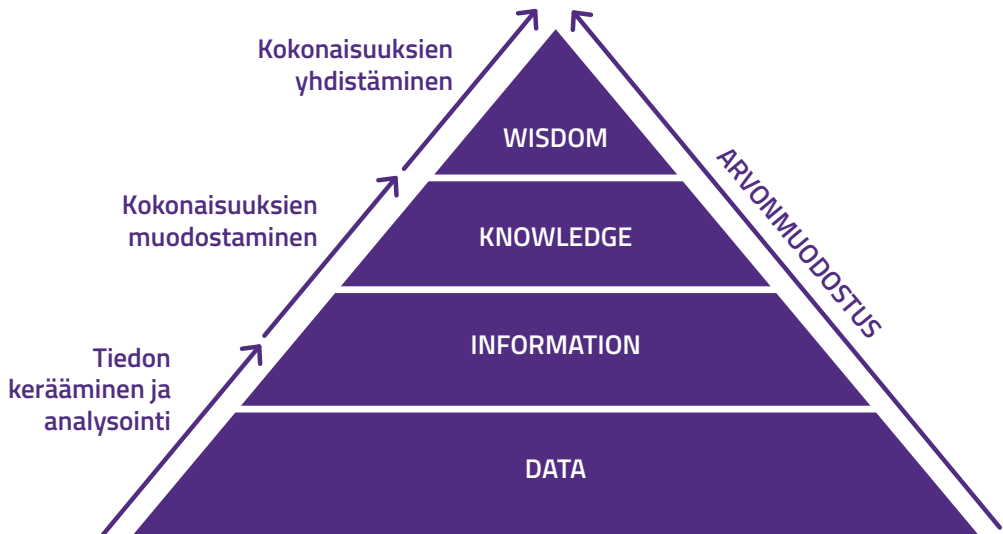 Kokonaisuuksien
yhdistäminen
WISDOM
ARVONMUODOSTUS
Kokonaisuuksien
muodostaminen
KNOWLEDGE
INFORMATION
Tiedon
kerääminen ja
analysointi
DATA